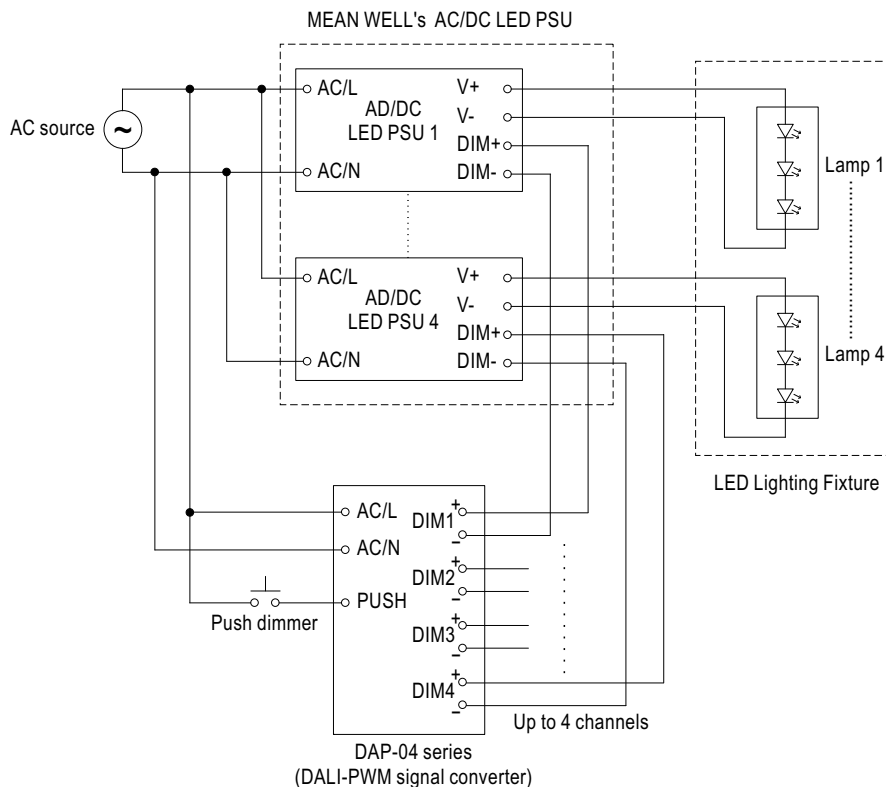 MEAN WELL's AC/DC LED PSU
AC source
~
AC/L
AD/DC
LED PSU 1
AC/N
V+
V-
DIM+
DIM-
Lamp 1
AC/L
AD/DC
LED PSU 4
AC/N
V+
V-
DIM+
DIM-
Lamp 4
LED Lighting Fixture
AC/L
AC/N
PUSH
Push dimmer
DIM1
+
−
DIM2
+
−
DIM3
+
−
DIM4
+
−
Up to 4 channels
DAP-04 series
(DALI-PWM signal converter)